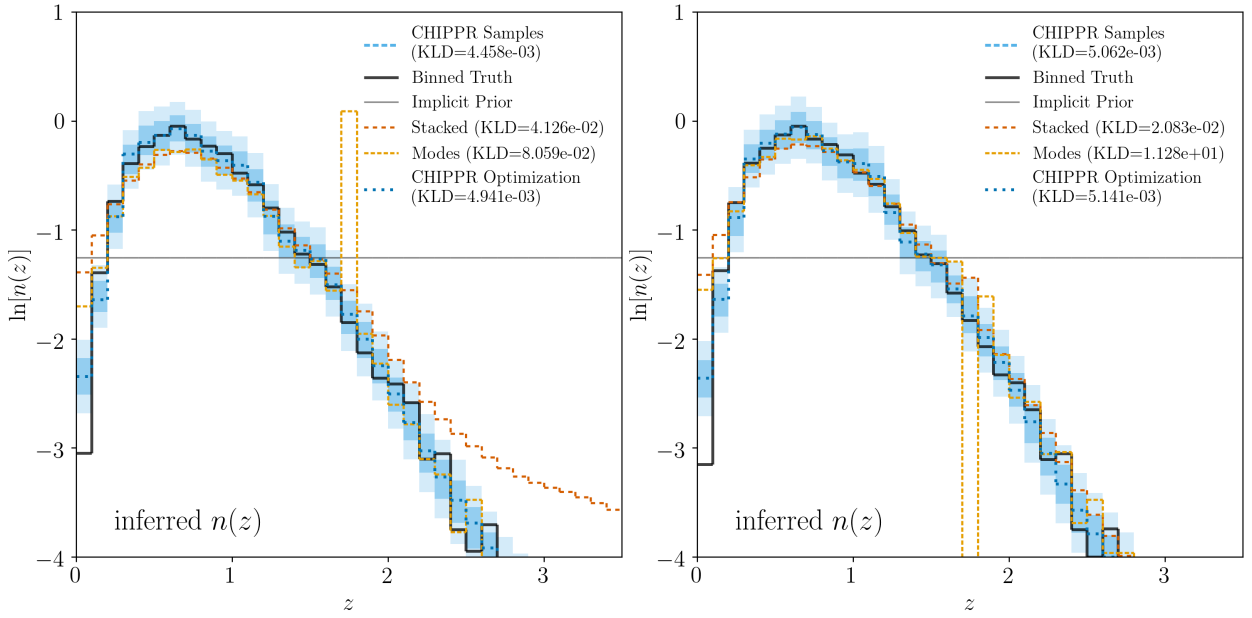 1
0
−1
−2
−3
−4
ln[n(z)]
0
1
2
3
z
CHIPPR Samples
(KLD=4.458e-03)
Binned Truth
Implicit Prior
Stacked (KLD=4.126e-02)
Modes (KLD=8.059e-02)
CHIPPR Optimization
(KLD=4.941e-03)
inferred n(z)
1
0
−1
−2
−3
−4
ln[n(z)]
0
1
2
3
z
CHIPPR Samples
(KLD=5.062e-03)
Binned Truth
Implicit Prior
Stacked (KLD=2.083e-02)
Modes (KLD=1.128e+01)
CHIPPR Optimization
(KLD=5.141e-03)
inferred n(z)